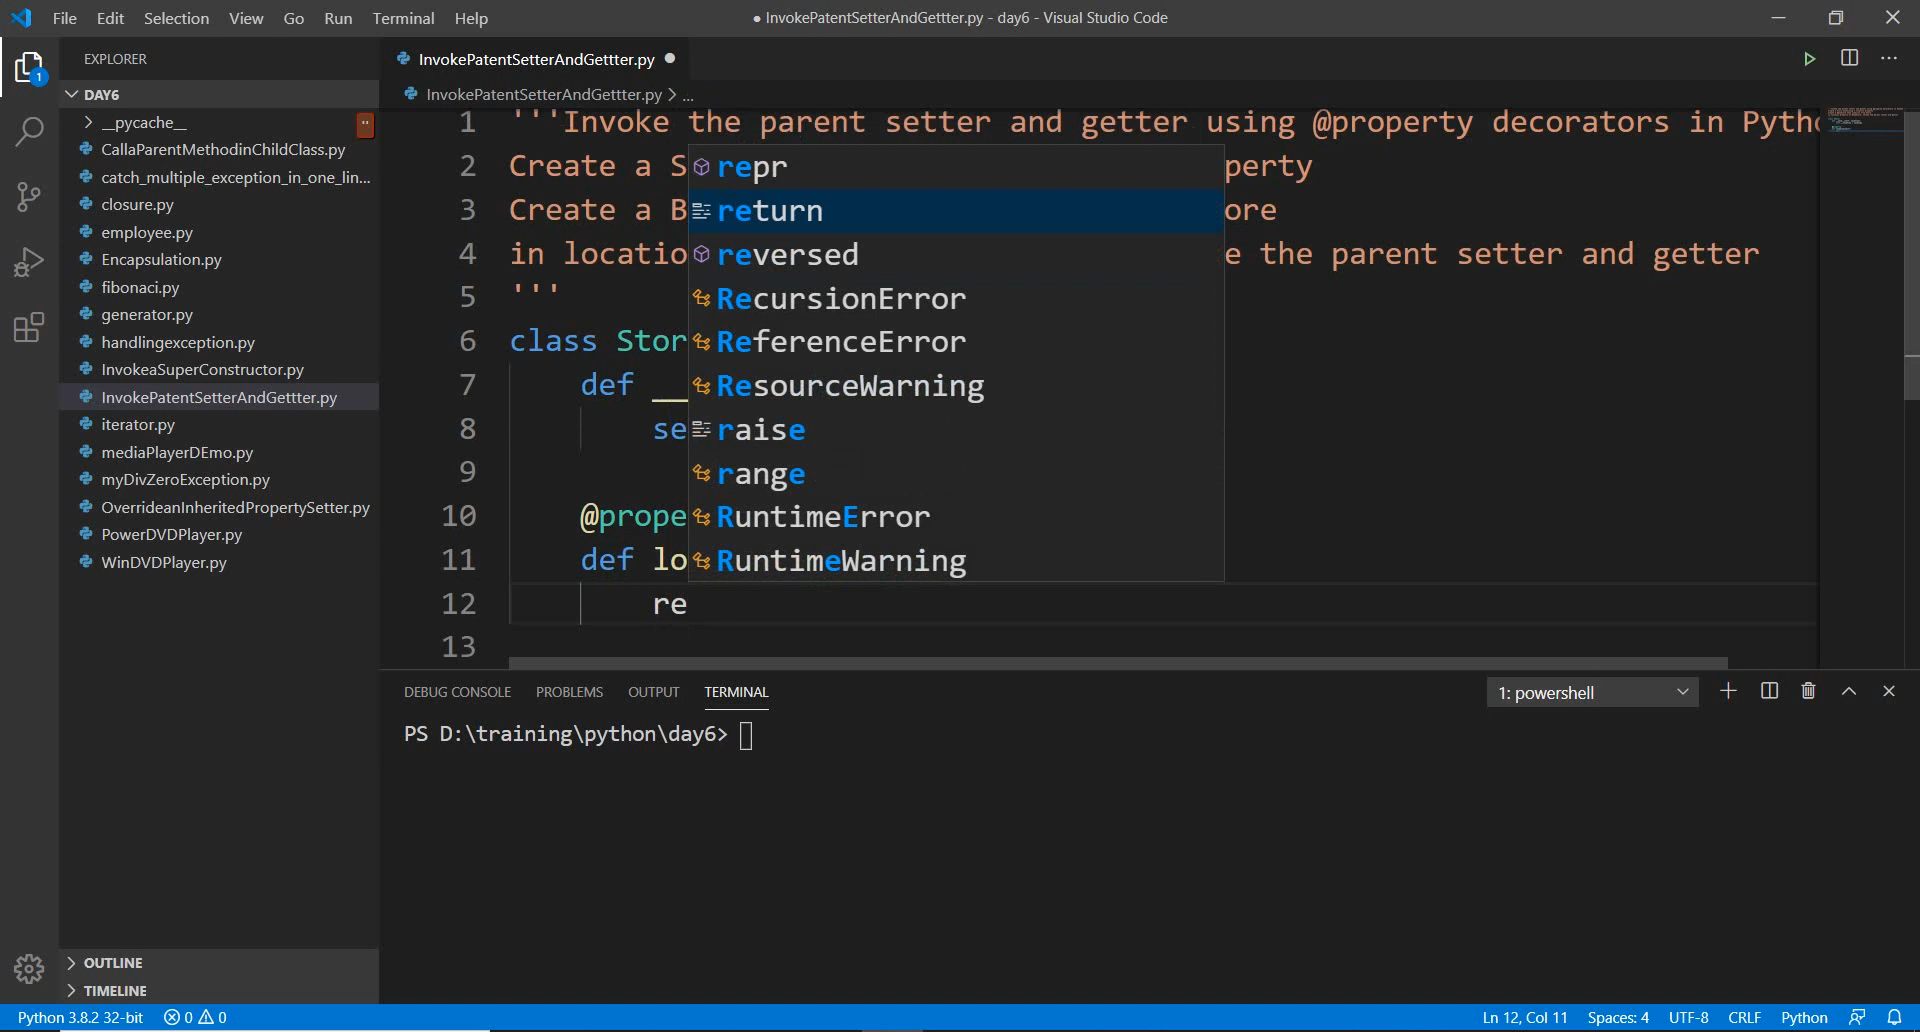 File Edit Selection View Go Run Terminal Help
● InvokePatentSetterAndGettter.py - day6 - Visual Studio Code
EXPLORER
DAY6
__pycache__
CallaParentMethodinChildClass.py
catch_multiple_exception_in_one_lin...
closure.py
employee.py
Encapsulation.py
fibonaci.py
generator.py
handlingexception.py
InvokeaSuperConstructor.py
InvokePatentSetterAndGettter.py
iterator.py
mediaPlayerDEmo.py
myDivZeroException.py
OverrideanInheritedPropertySetter.py
PowerDVDPlayer.py
WinDVDPlayer.py
OUTLINE
TIMELINE
1
InvokePatentSetterAndGettter.py ●
InvokePatentSetterAndGettter.py > ...
1 '''Invoke the parent setter and getter using @property decorators in Pytho
2 Create a S perty
3 Create a B ore
4 in locatio e the parent setter and getter
5 '''
6 class Stor
7 def __
8 se
9
10 @prope
11 def lo
12 re
13
repr
return
reversed
RecursionError
ReferenceError
ResourceWarning
raise
range
RuntimeError
RuntimeWarning
DEBUG CONSOLE PROBLEMS OUTPUT TERMINAL
1: powershell
PS D:\training\python\day6>
Python 3.8.2 32-bit 0 0
Ln 12, Col 11 Spaces: 4 UTF-8 CRLF Python